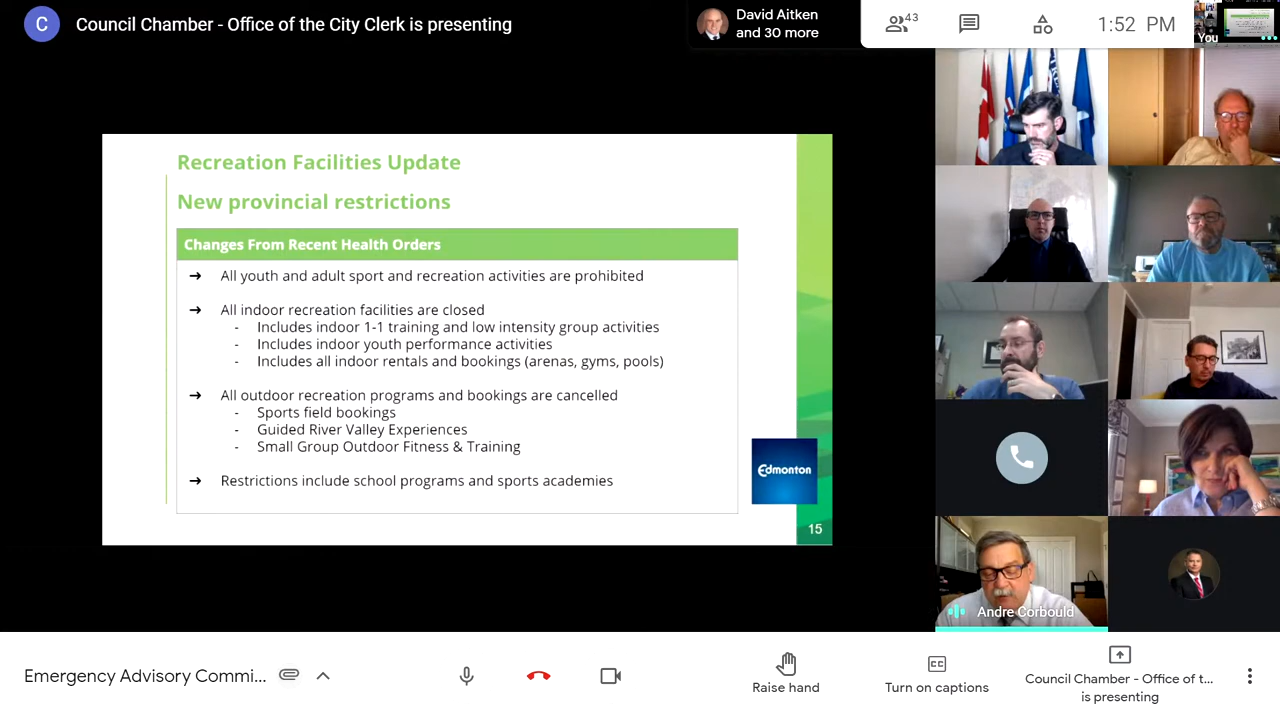 C Council Chamber - Office of the City Clerk is presenting
David Aitken
and 30 more
43
1:52 PM
You
Recreation Facilities Update
New provincial restrictions
Changes From Recent Health Orders
➔ All youth and adult sport and recreation activities are prohibited
➔ All indoor recreation facilities are closed
- Includes indoor 1-1 training and low intensity group activities
- Includes indoor youth performance activities
- Includes all indoor rentals and bookings (arenas, gyms, pools)
➔ All outdoor recreation programs and bookings are cancelled
- Sports field bookings
- Guided River Valley Experiences
- Small Group Outdoor Fitness & Training
➔ Restrictions include school programs and sports academies
Edmonton
15
Andre Corbould
Emergency Advisory Commi...
Raise hand
CC
Turn on captions
Council Chamber - Office of t...
is presenting